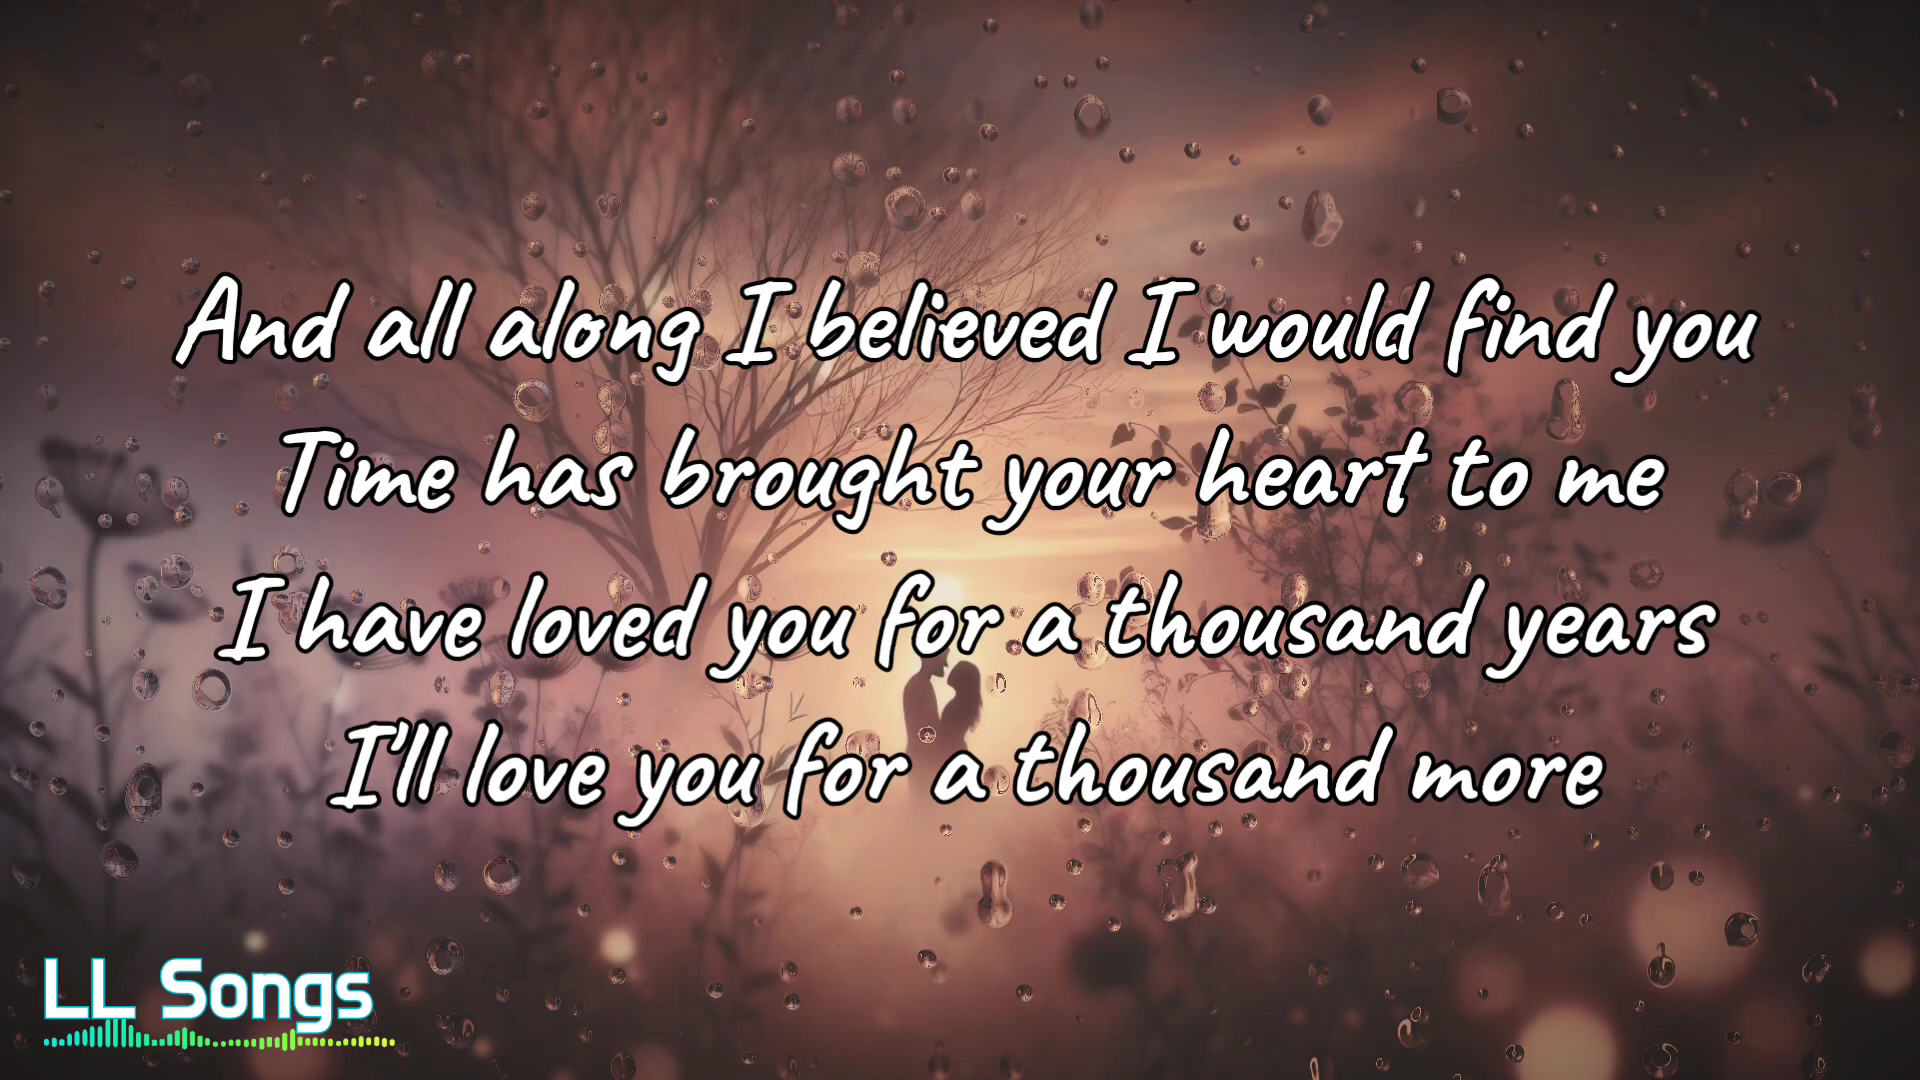 And all along I believed I would find you
Time has brought your heart to me
I have loved you for a thousand years
I'll love you for a thousand more
LL Songs